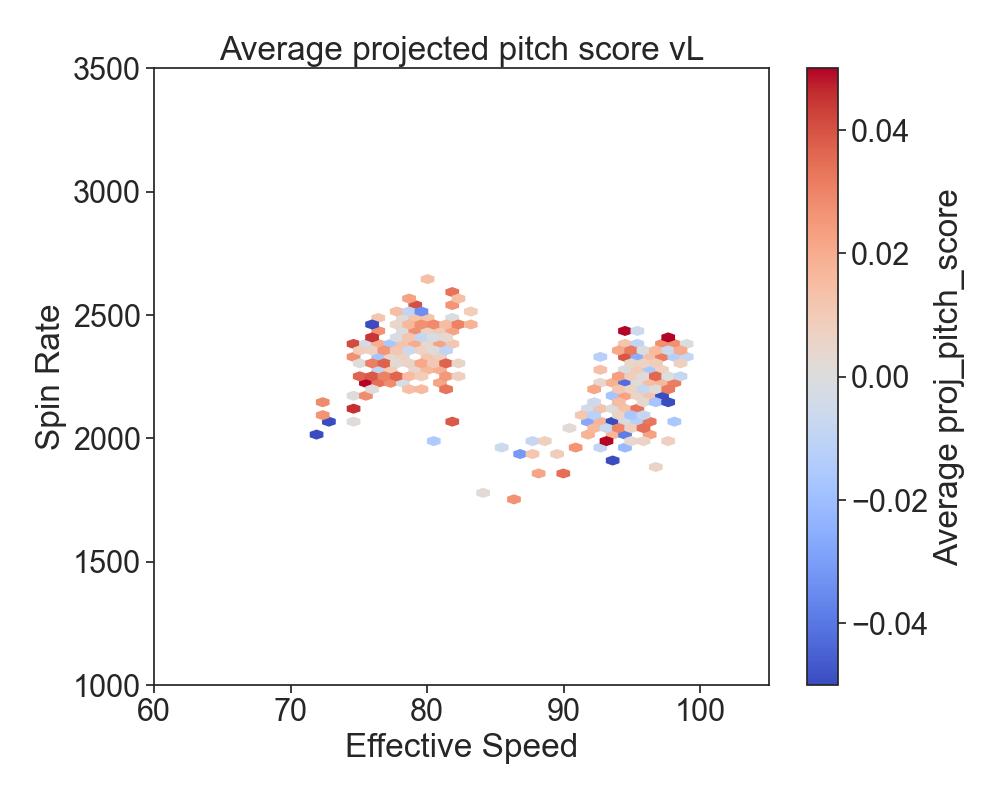 Average projected pitch score vL
3500
3000
2500
2000
1500
1000
Spin Rate
60 70 80 90 100
Effective Speed
0.04
0.02
0.00
−0.02
−0.04
Average proj_pitch_score